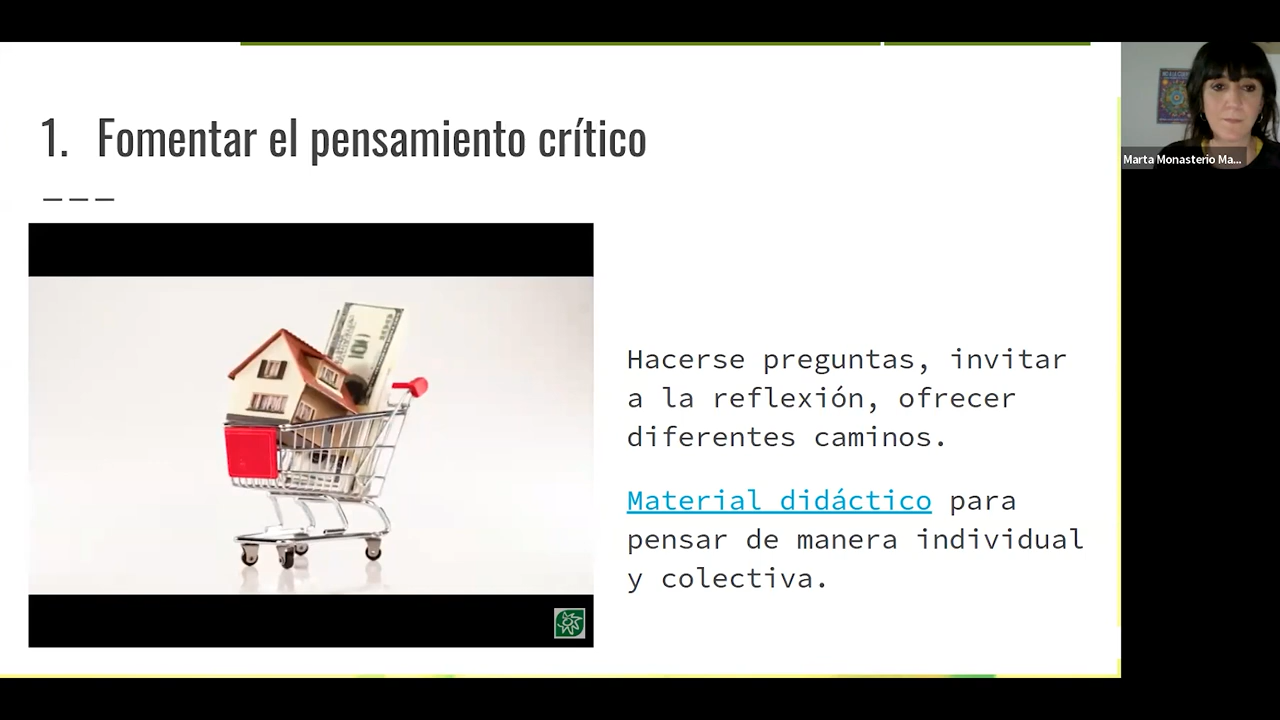 1. Fomentar el pensamiento crítico
Marta Monasterio Ma...
100
Hacerse preguntas, invitar
a la reflexión, ofrecer
diferentes caminos.
Material didáctico para
pensar de manera individual
y colectiva.